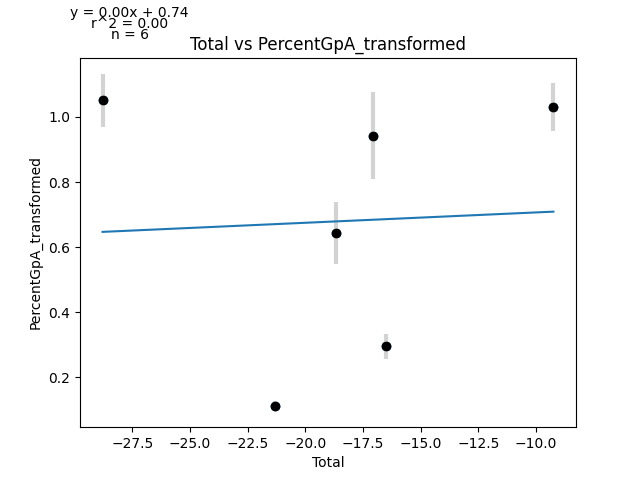 y = 0.00x + 0.74
r^2 = 0.00
n = 6
Total vs PercentGpA_transformed
1.0
0.8
0.6
0.4
0.2
PercentGpA_transformed
−27.5 −25.0 −22.5 −20.0 −17.5 −15.0 −12.5 −10.0
Total